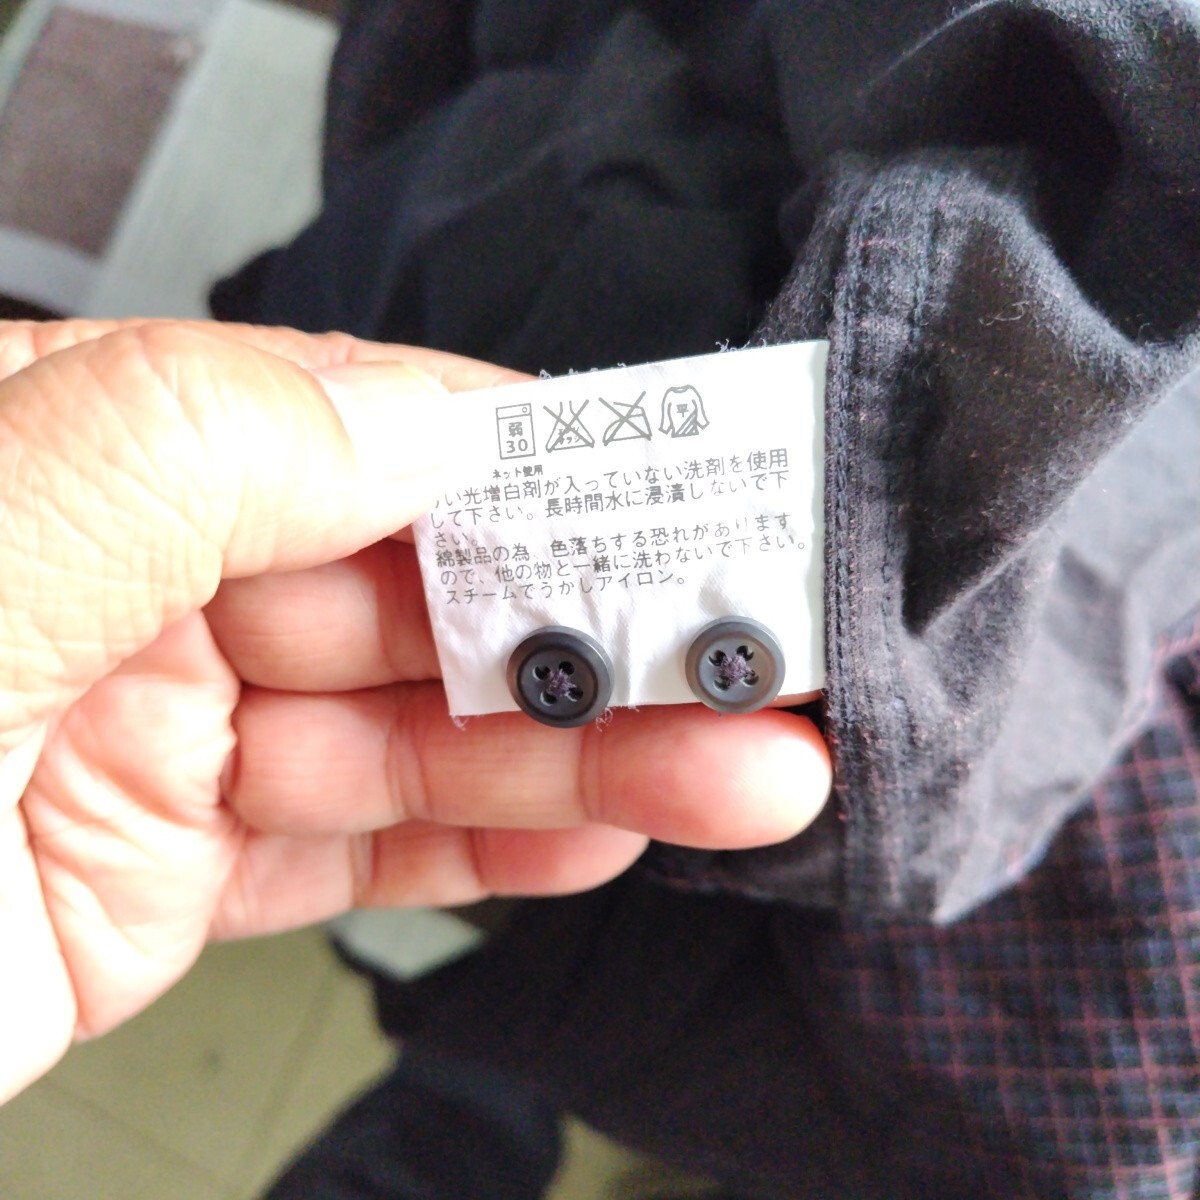 弱
30
平
ネット使用
い光増白剤が入っていない洗剤を使用
して下さい。長時間水に浸漬しないで下
さい。
綿製品の為、色落ちする恐れがあります
ので、他の物と一緒に洗わないで下さい。
スチームでうかしアイロン。